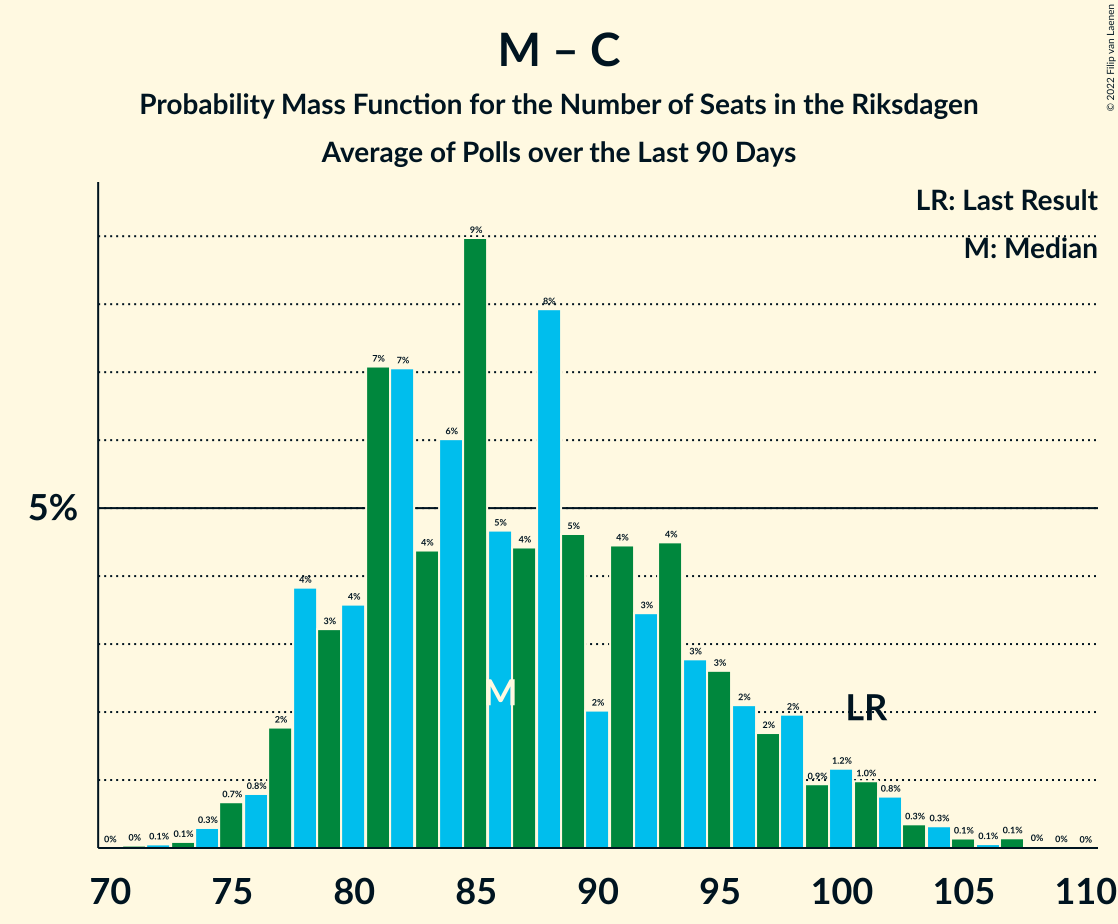 © 2022 Filip van Laenen
M – C
Probability Mass Function for the Number of Seats in the Riksdagen
Average of Polls over the Last 90 Days
LR: Last Result
M: Median
5%
0% 0% 0.1% 0.1% 0.3% 0.7% 0.8% 2% 4% 3% 4% 7% 7% 4% 6% 9% 5% 4% 8% 5% 2% 4% 3% 4% 3% 3% 2% 2% 2% 0.9% 1.2% 1.0% 0.8% 0.3% 0.3% 0.1% 0.1% 0.1% 0% 0% 0%
M
LR
70 75 80 85 90 95 100 105 110